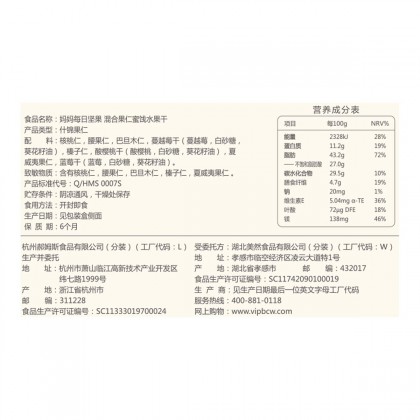 食品名称：妈妈每日坚果 混合果仁蜜饯水果干
产品类型：什锦果仁
配  料：核桃仁，腰果仁，巴旦木仁，蔓越莓干（蔓越莓，白砂糖，
葵花籽油），榛子仁，酸樱桃干（酸樱桃，白砂糖，葵花籽油），夏
威夷果仁，蓝莓干（蓝莓，白砂糖，葵花籽油）。
致敏物质：含有核桃仁，腰果仁，巴旦木仁，榛子仁，夏威夷果仁。
产品标准代号：Q/HMS 0007S
贮存条件：阴凉通风，干燥处保存
食用方法：开封即食
生产日期：见包装盒侧面
保 质 期：6个月
营养成分表
项目 每100g NRV%
能量 2328kJ 28%
蛋白质 11.2g 19%
脂肪 43.2g 72%
-不饱和脂肪酸 27.0g
碳水化合物 29.5g 10%
膳食纤维 4.7g 19%
钠 20mg 1%
维生素E 5.04mg α-TE 36%
叶酸 72μg DFE 18%
镁 138mg 46%
杭州郝姆斯食品有限公司（分装）（工厂代码：L）
生产并委托
地  址：杭州市萧山临江高新技术产业开发区
纬七路1999号
产  地：浙江省杭州市
邮  编：311228
食品生产许可证编号：SC11333019700024
受委托方：湖北美然食品有限公司（分装）（工厂代码：W）
地  址：孝感市临空经济区凌云大道特1号
产  地：湖北省孝感市  邮  编：432017
食品生产许可证编号：SC11742090100019
生 产 商：见生产日期最后一位英文字母工厂代码
服务热线：400-881-0118
网上购物：www.vipbcw.com